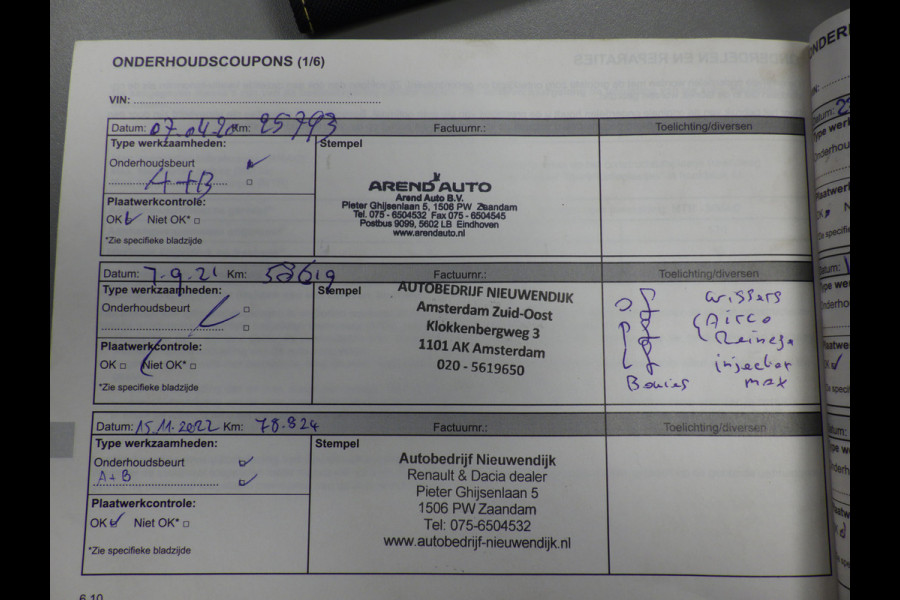 ONDERHOUDSCOUPONS (1/6)
VIN:
Datum: 07.04.20 Km: 25793 Factuurnr.: Toelichting/diversen
Type werkzaamheden: Stempel
Onderhoudsbeurt
A+B
Plaatwerkcontrole:
OK Niet OK*
*Zie specifieke bladzijde
AREND AUTO
Arend Auto B.V.
Pieter Ghijsenlaan 5, 1506 PW Zaandam
Tel. 075 - 6504532 Fax 075 - 6504545
Postbus 9099, 5602 LB Eindhoven
www.arendauto.nl
Datum: 7.9.21 Km: 58619 Factuurnr.: Toelichting/diversen
Type werkzaamheden: Stempel
Onderhoudsbeurt
Plaatwerkcontrole:
OK Niet OK*
*Zie specifieke bladzijde
AUTOBEDRIJF NIEUWENDIJK
Amsterdam Zuid-Oost
Klokkenbergweg 3
1101 AK Amsterdam
020 - 5619650
wissers
Airco
injector
max
Datum: 15.11.2022 Km: 78.824 Factuurnr.: Toelichting/diversen
Type werkzaamheden: Stempel
Onderhoudsbeurt
A+B
Plaatwerkcontrole:
OK Niet OK*
*Zie specifieke bladzijde
Autobedrijf Nieuwendijk
Renault & Dacia dealer
Pieter Ghijsenlaan 5
1506 PW Zaandam
Tel: 075-6504532
www.autobedrijf-nieuwendijk.nl
6.10